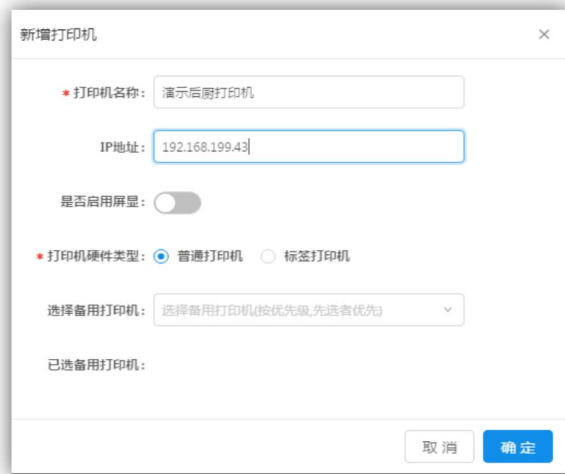 新增打印机 ×
* 打印机名称: 演示后厨打印机
IP地址: 192.168.199.43
是否启用屏显:
* 打印机硬件类型: 普通打印机 标签打印机
选择备用打印机: 选择备用打印机(按优先级,先选者优先)
已选备用打印机:
取 消 确 定